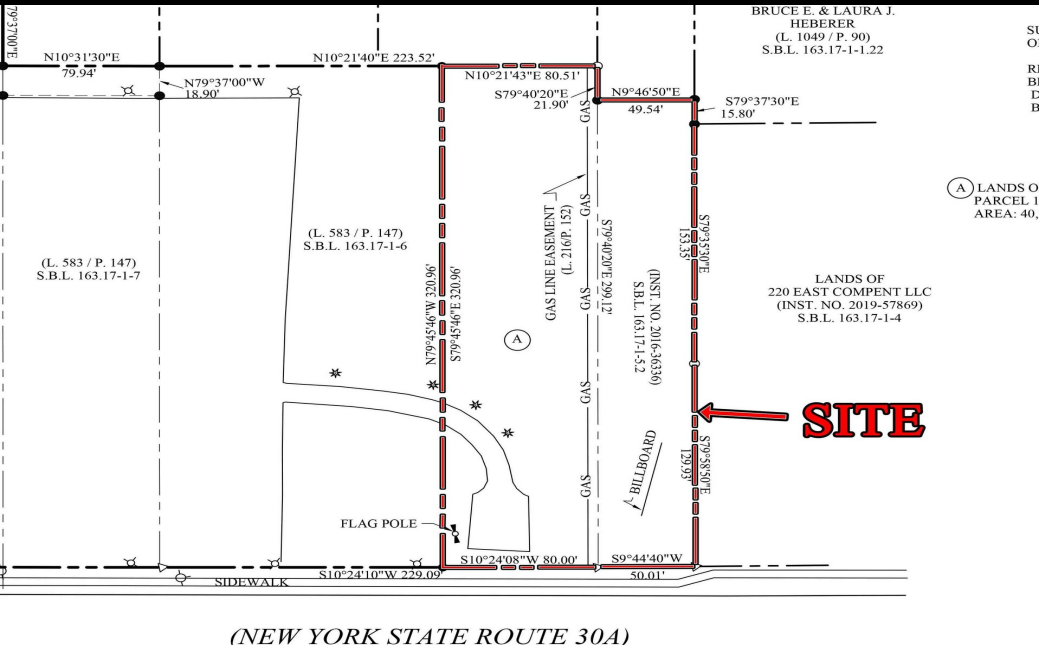 BRUCE E. & LAURA J.
HEBERER
(L. 1049 / P. 90)
S.B.L. 163.17-1-1.22
79°37'00"E
N10°31'30"E
79.94'
N10°21'40"E 223.52'
N79°37'00"W
18.90'
N10°21'43"E 80.51'
S79°40'20"E
21.90'
N9°46'50"E
49.54'
S79°37'30"E
15.80'
A
LANDS O
PARCEL 1
AREA: 40,
(L. 583 / P. 147)
S.B.L. 163.17-1-7
(L. 583 / P. 147)
S.B.L. 163.17-1-6
N79°45'46"W 320.96'
S79°45'46"E 320.96'
A
GAS LINE EASEMENT
(L. 216/P. 152)
GAS
GAS
GAS
GAS
GAS
S79°40'20"E 299.12'
(INST. NO. 2016-36336)
S.B.L. 163.17-1-5.2
S79°35'30"E
153.35'
LANDS OF
220 EAST COMPENT LLC
(INST. NO. 2019-57869)
S.B.L. 163.17-1-4
SITE
S79°58'50"E
129.93'
BILLBOARD
FLAG POLE
S10°24'08"W 80.00'
S9°44'40"W
50.01'
S10°24'10"W 229.09'
SIDEWALK
(NEW YORK STATE ROUTE 30A)